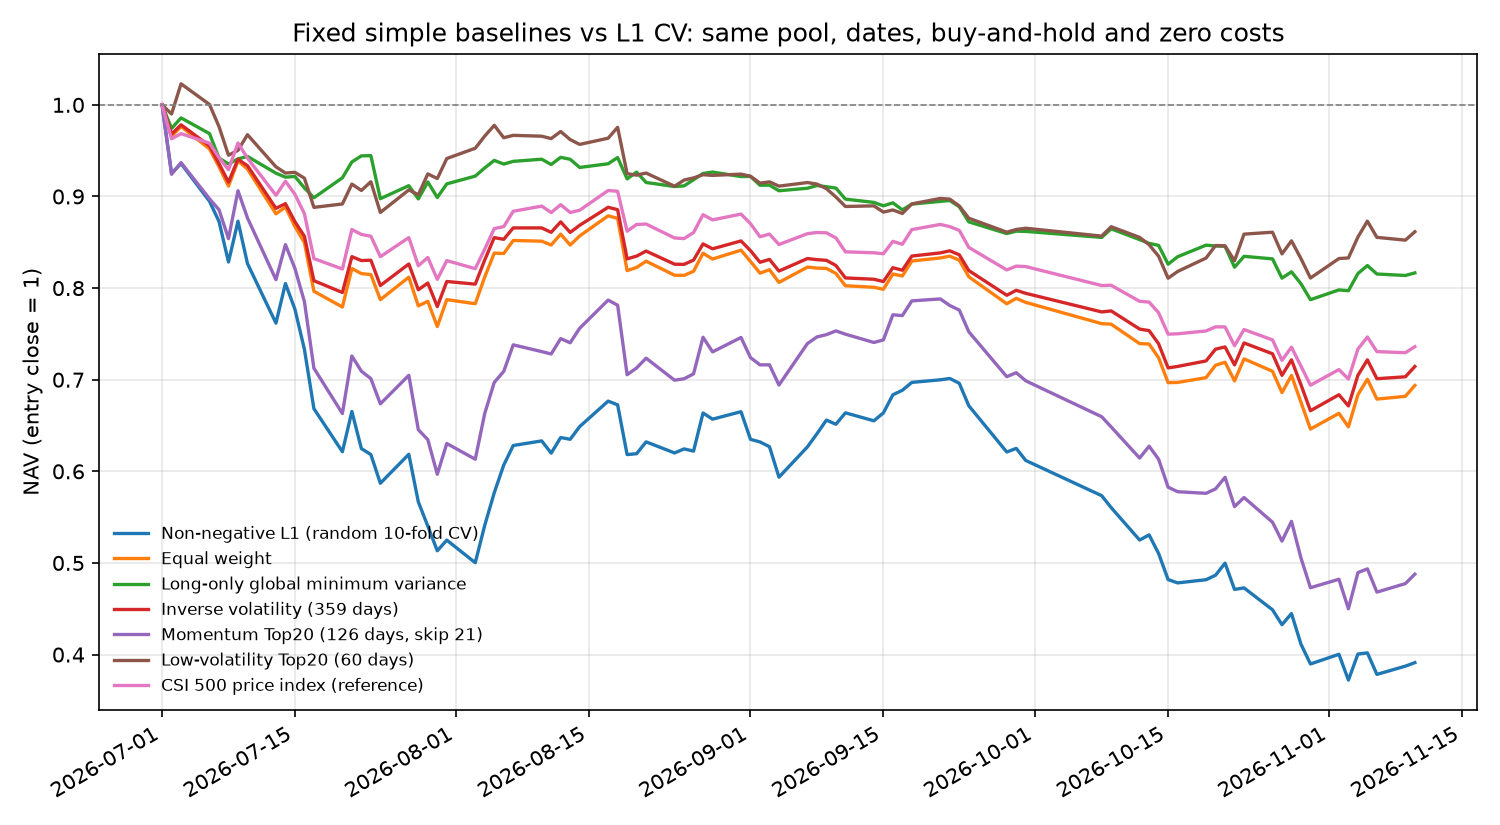 Fixed simple baselines vs L1 CV: same pool, dates, buy-and-hold and zero costs
NAV (entry close = 1)
1.0
0.9
0.8
0.7
0.6
0.5
0.4
Non-negative L1 (random 10-fold CV)
Equal weight
Long-only global minimum variance
Inverse volatility (359 days)
Momentum Top20 (126 days, skip 21)
Low-volatility Top20 (60 days)
CSI 500 price index (reference)
2026-07-01
2026-07-15
2026-08-01
2026-08-15
2026-09-01
2026-09-15
2026-10-01
2026-10-15
2026-11-01
2026-11-15